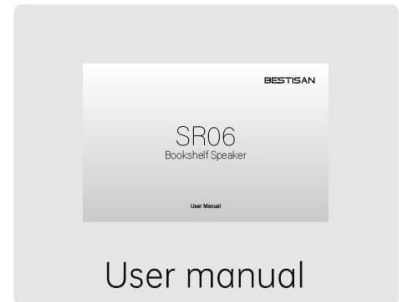 BESTISAN
SR06
Bookshelf Speaker
User Manual
User manual